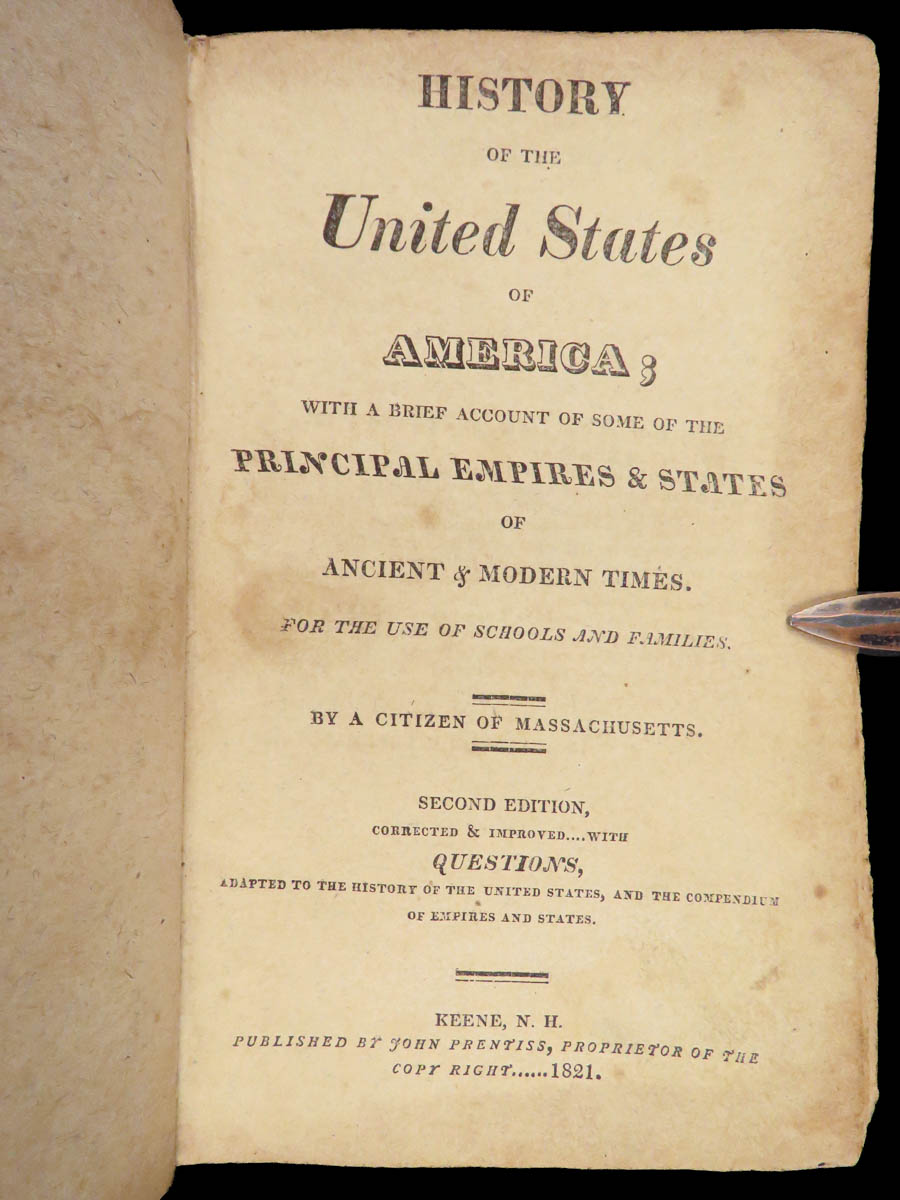 HISTORY
OF THE
United States
OF
AMERICA;
WITH A BRIEF ACCOUNT OF SOME OF THE
PRINCIPAL EMPIRES & STATES
OF
ANCIENT & MODERN TIMES.
FOR THE USE OF SCHOOLS AND FAMILIES.
BY A CITIZEN OF MASSACHUSETTS.
SECOND EDITION,
CORRECTED & IMPROVED....WITH
QUESTIONS,
ADAPTED TO THE HISTORY OF THE UNITED STATES, AND THE COMPENDIUM
OF EMPIRES AND STATES.
KEENE, N. H.
PUBLISHED BY JOHN PRENTISS, PROPRIETOR OF THE
COPY RIGHT......1821.